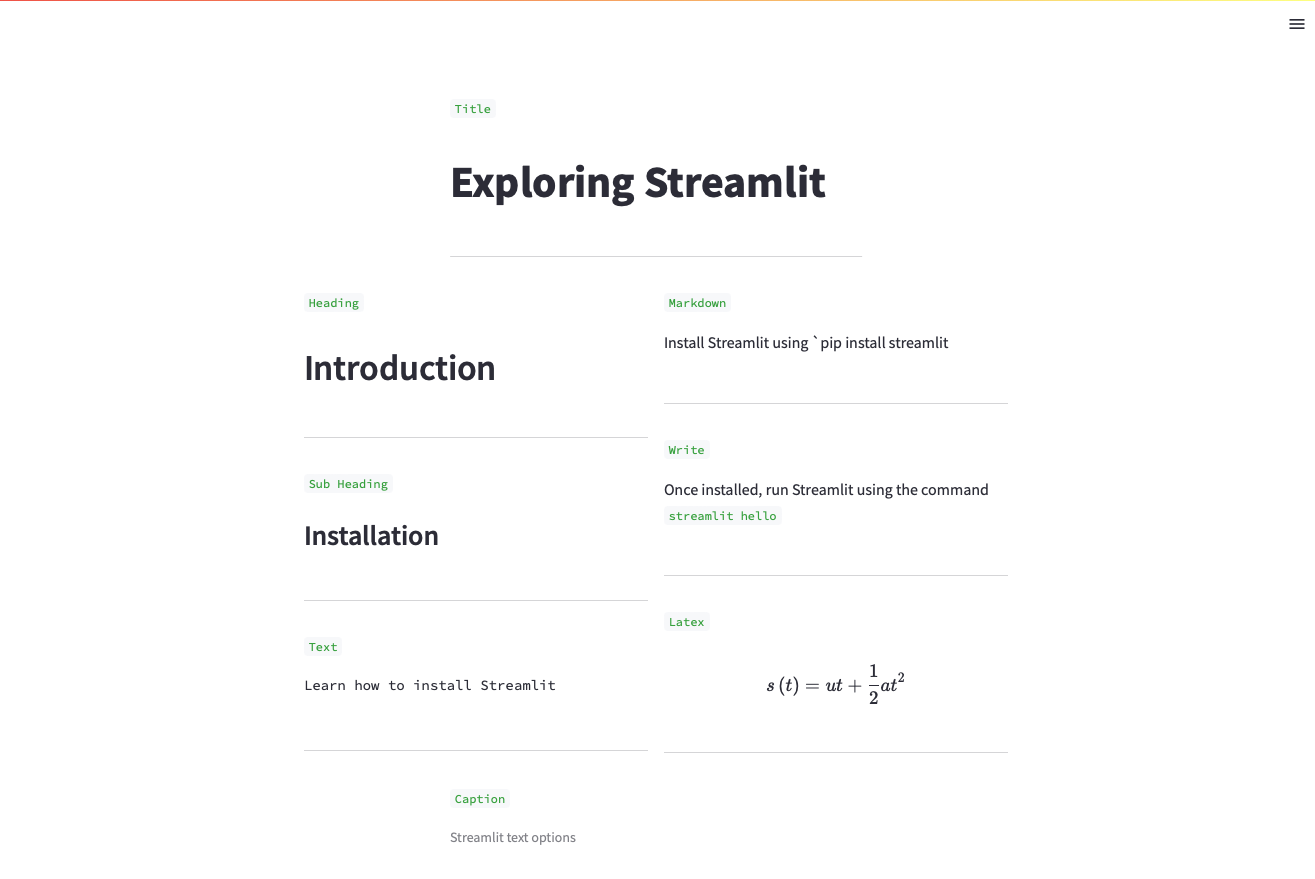 Title
Exploring Streamlit
Heading
Introduction
Sub Heading
Installation
Text
Learn how to install Streamlit
Markdown
Install Streamlit using `pip install streamlit
Write
Once installed, run Streamlit using the command
streamlit hello
Latex
s (t) = ut + \frac{1}{2}at^2
Caption
Streamlit text options